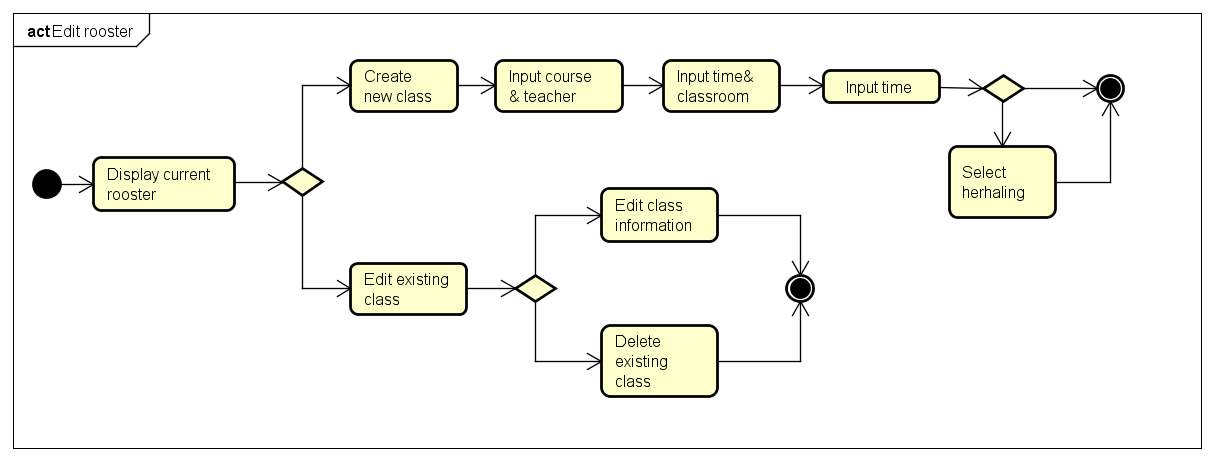 act Edit rooster
Create
new class
Input course
& teacher
Input time&
classroom
Input time
Display current
rooster
Select
herhaling
Edit class
information
Edit existing
class
Delete
existing
class